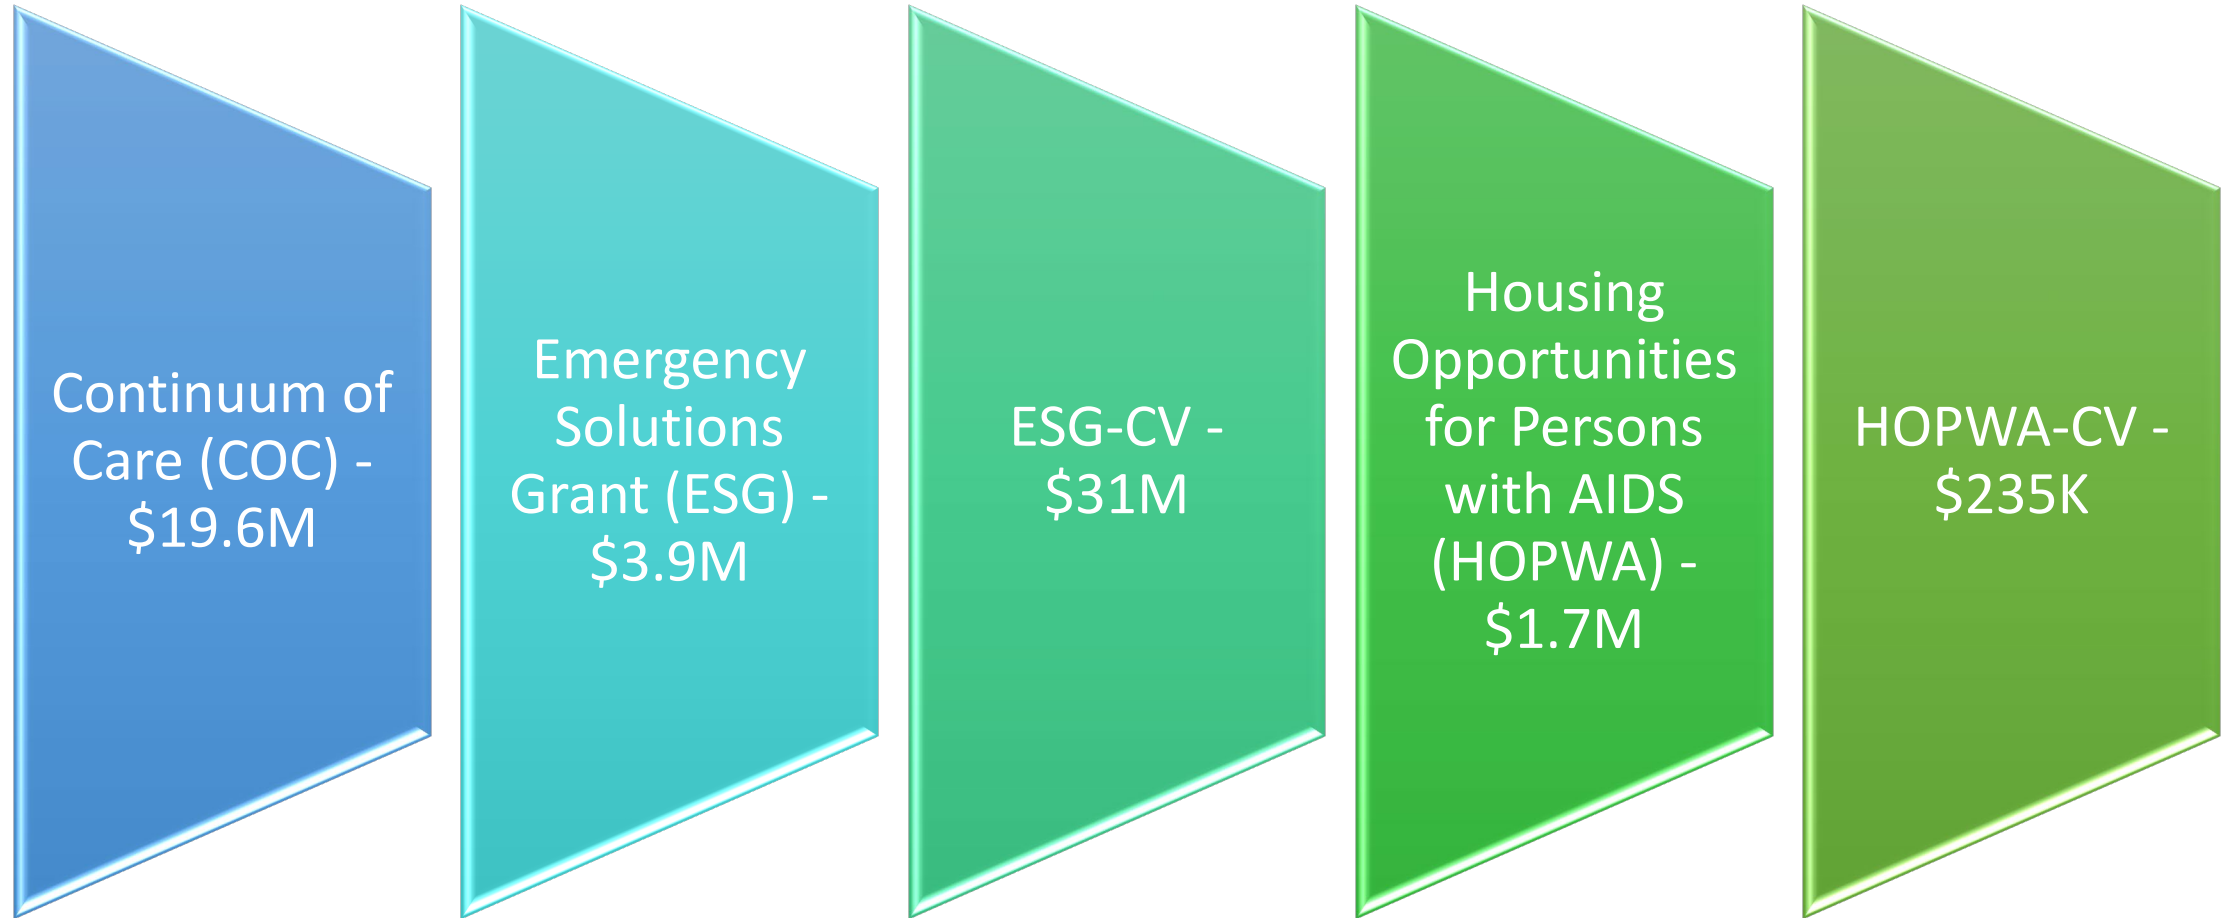 Continuum of
Care (COC) -
$19.6M
Emergency
Solutions
Grant (ESG) -
$3.9M
ESG-CV -
$31M
Housing
Opportunities
for Persons
with AIDS
(HOPWA) -
$1.7M
HOPWA-CV -
$235K